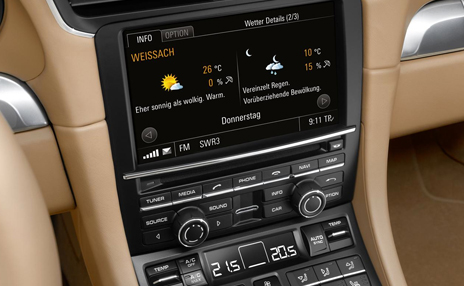 Wetter Details (2/3)
INFO OPTION
WEISSACH
26 °C
0 %
10 °C
15 %
Eher sonnig als wolkig. Warm.
Vereinzelt Regen.
Vorüberziehende Bewölkung.
Donnerstag
FM SWR3
9:11
TUNER MEDIA PHONE NAVI MAP
SOURCE SOUND INFO OPTION
CAR
TEMP A/C AUTO SYNC TEMP
A/C OFF
21.5 20.5